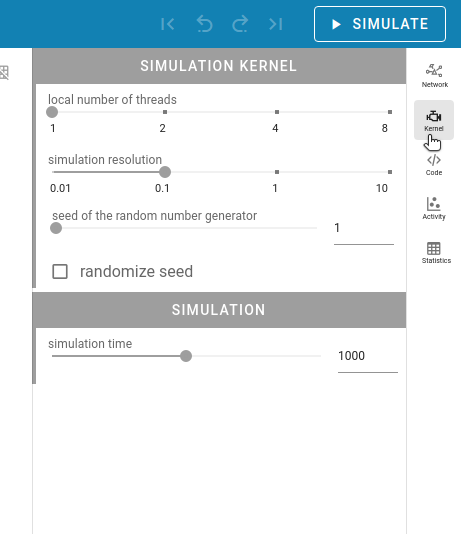 SIMULATE
SIMULATION KERNEL
local number of threads
1 2 4 8
simulation resolution
0.01 0.1 1 10
seed of the random number generator
1
randomize seed
SIMULATION
simulation time
1000
Network
Kernel
Code
Activity
Statistics